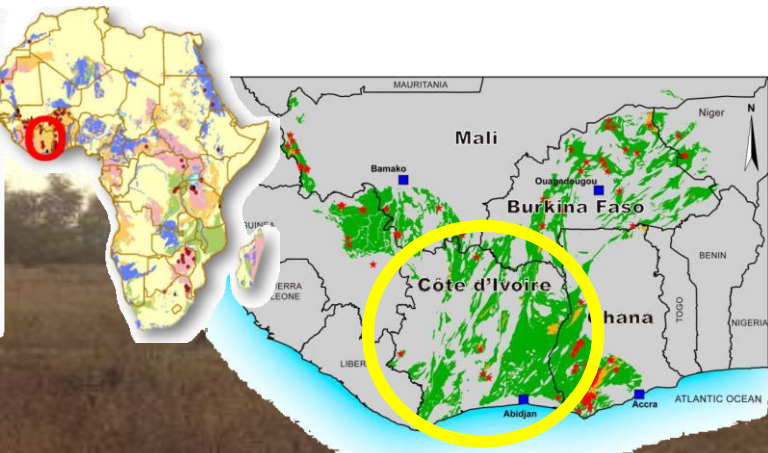 MAURITANIA
Niger
N
Mali
Bamako
Ouagadougou
Burkina Faso
GUINEA
BENIN
Côte d'Ivoire
SIERRA
LEONE
Ghana
TOGO
NIGERIA
LIBER
Accra
ATLANTIC OCEAN
Abidjan